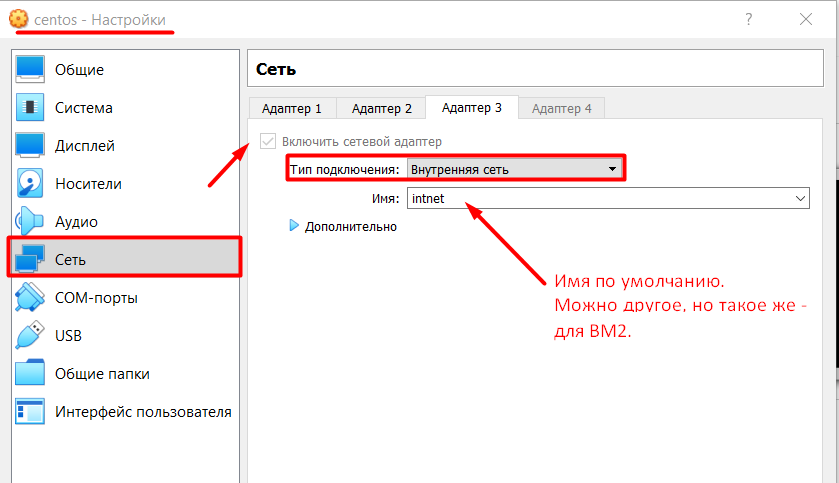 centos - Настройки
?
Общие
Система
Дисплей
Носители
Аудио
Сеть
COM-порты
USB
Общие папки
Интерфейс пользователя
Сеть
Адаптер 1 Адаптер 2 Адаптер 3 Адаптер 4
Включить сетевой адаптер
Тип подключения: Внутренняя сеть
Имя: intnet
Дополнительно
Имя по умолчанию.
Можно другое, но такое же -
для ВМ2.